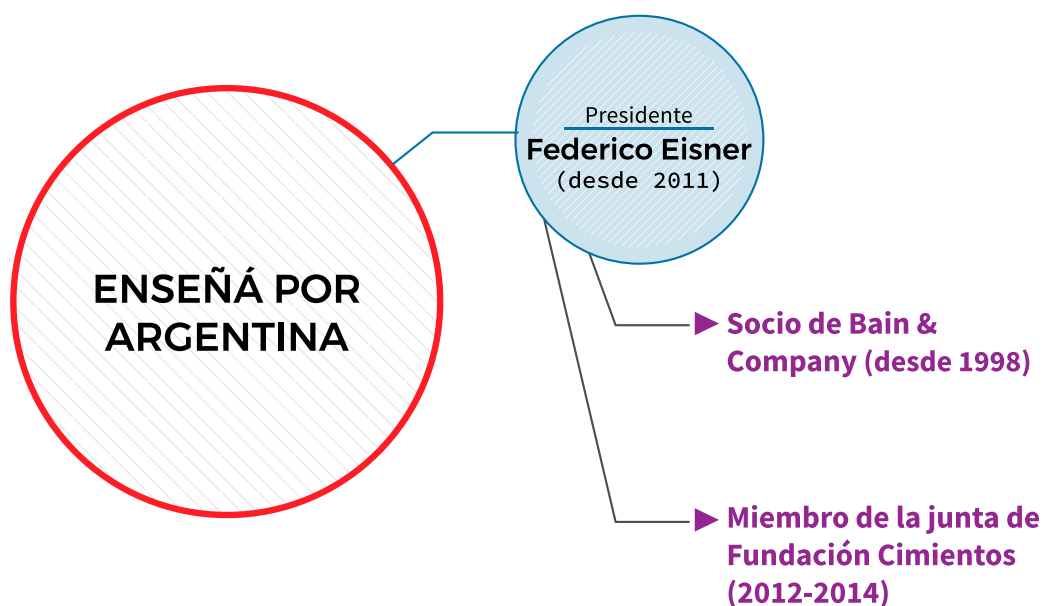 ENSEÑÁ POR
ARGENTINA
Presidente
Federico Eisner
(desde 2011)
Socio de Bain &
Company (desde 1998)
Miembro de la junta de
Fundación Cimientos
(2012-2014)